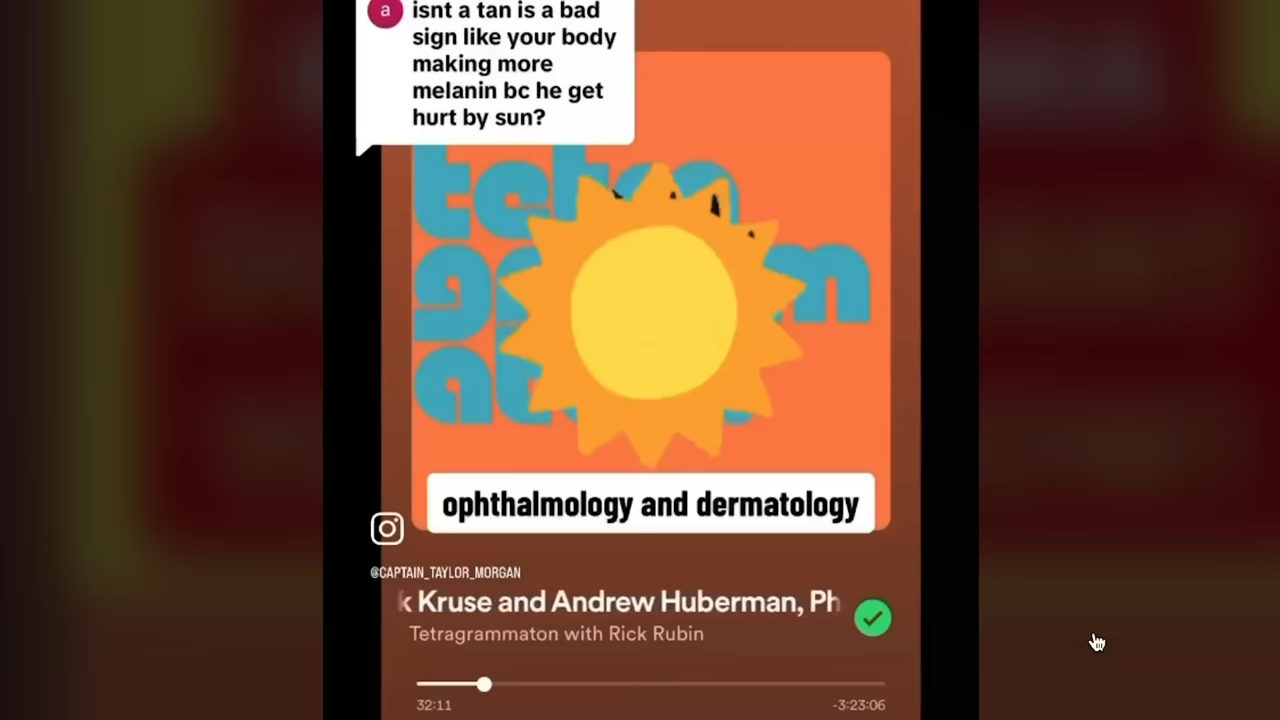 a
isnt a tan is a bad
sign like your body
making more
melanin bc he get
hurt by sun?
ophthalmology and dermatology
@CAPTAIN_TAYLOR_MORGAN
k Kruse and Andrew Huberman, Ph
Tetragrammaton with Rick Rubin
32:11
-3:23:06